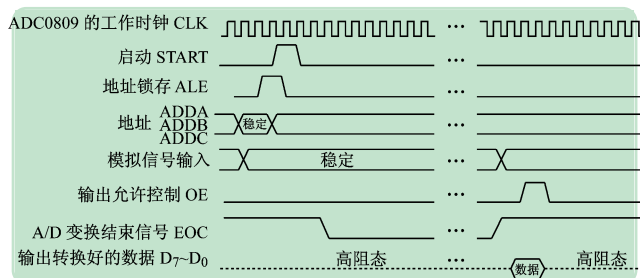 ADC0809 的工作时钟 CLK
...
启动 START
...
地址锁存 ALE
...
地址 ADDA
ADDB
ADDC
稳定
...
模拟信号输入
稳定
...
输出允许控制 OE
...
A/D 变换结束信号 EOC
...
输出转换好的数据 D7~D0
高阻态
...
数据
高阻态